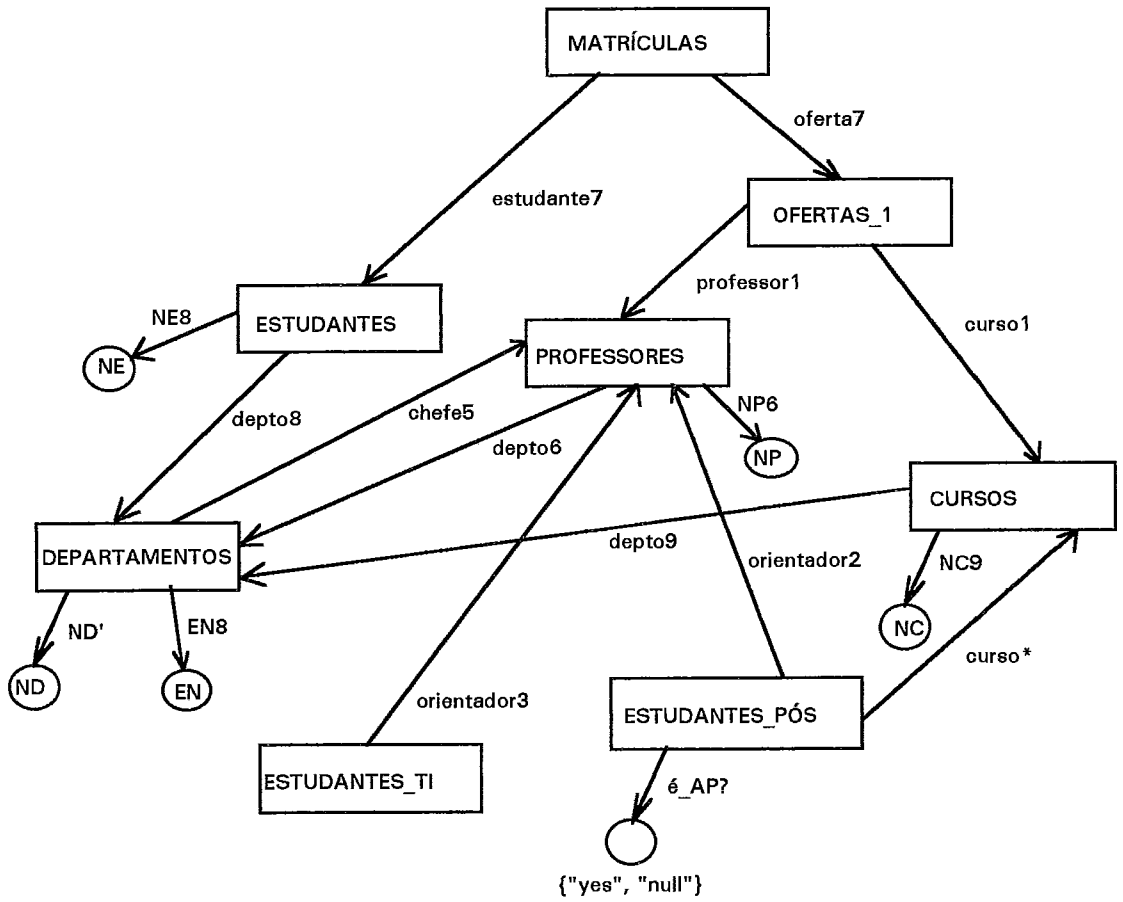 MATRÍCULAS
oferta7
estudante7
OFERTAS_1
professor1
NE8
ESTUDANTES
curso1
PROFESSORES
NE
chefe5
NP6
depto8
depto6
NP
CURSOS
DEPARTAMENTOS
depto9
orientador2
NC9
ND'
EN8
NC
curso*
ND
EN
orientador3
ESTUDANTES_PÓS
ESTUDANTES_TI
é_AP?
{"yes", "null"}